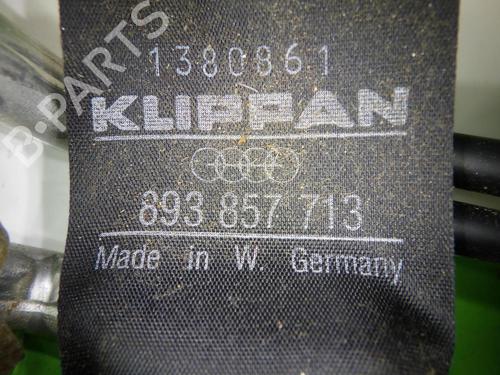 B-PARTS
1380861
KLIPPAN
893 857 713
Made in W. Germany